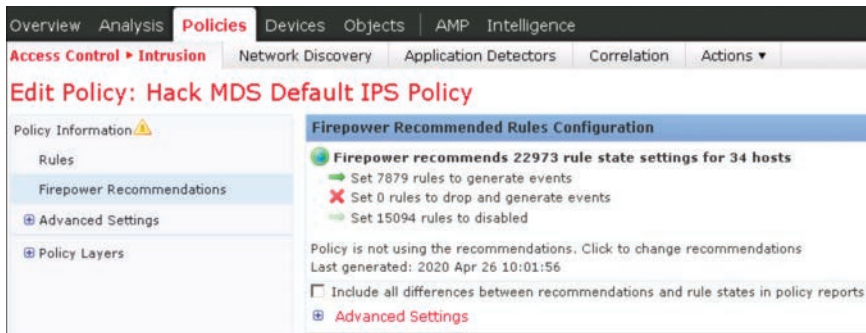 Overview Analysis Policies Devices Objects AMP Intelligence
Access Control ▸ Intrusion Network Discovery Application Detectors Correlation Actions ▼
Edit Policy: Hack MDS Default IPS Policy
Policy Information
Rules
Firepower Recommendations
Advanced Settings
Policy Layers
Firepower Recommended Rules Configuration
Firepower recommends 22973 rule state settings for 34 hosts
Set 7879 rules to generate events
Set 0 rules to drop and generate events
Set 15094 rules to disabled
Policy is not using the recommendations. Click to change recommendations
Last generated: 2020 Apr 26 10:01:56
Include all differences between recommendations and rule states in policy reports
Advanced Settings